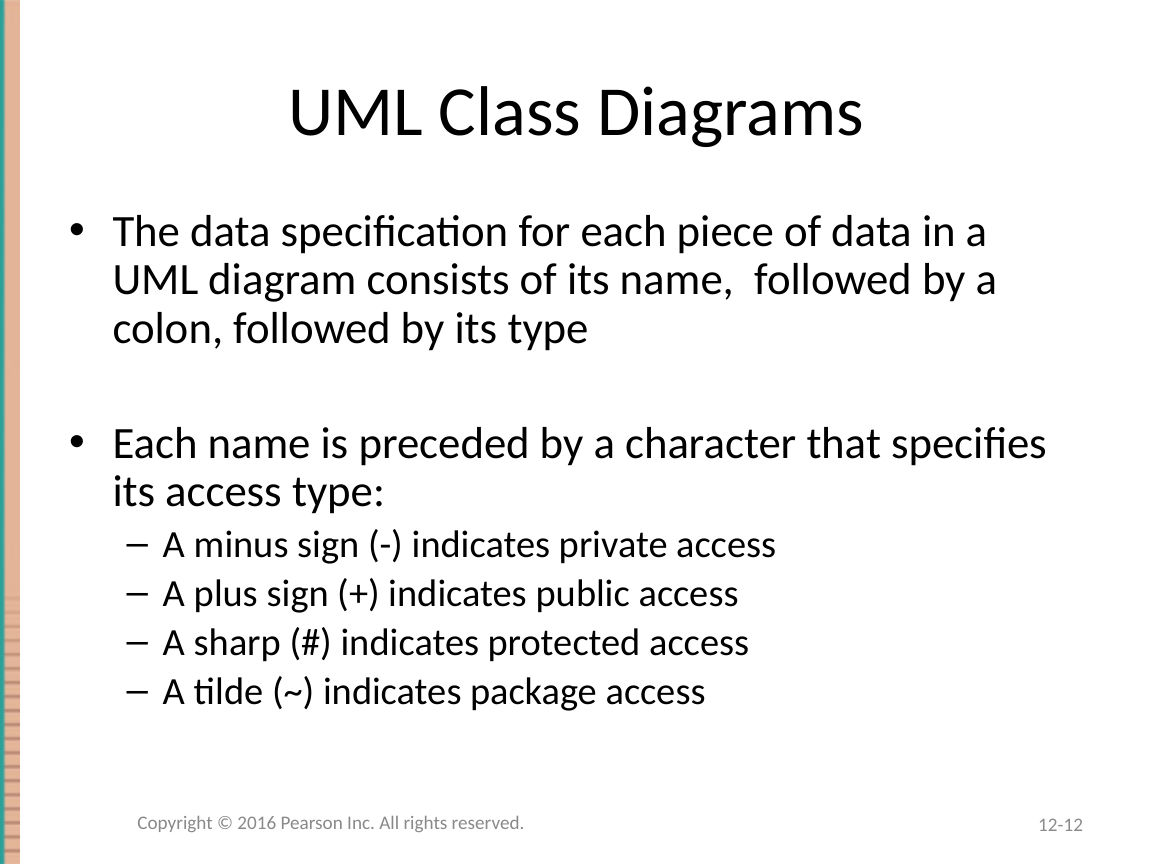 UML Class Diagrams
• The data specification for each piece of data in a
UML diagram consists of its name,  followed by a
colon, followed by its type
• Each name is preceded by a character that specifies
its access type:
– A minus sign (-) indicates private access
– A plus sign (+) indicates public access
– A sharp (#) indicates protected access
– A tilde (~) indicates package access
Copyright © 2016 Pearson Inc. All rights reserved.
12-12